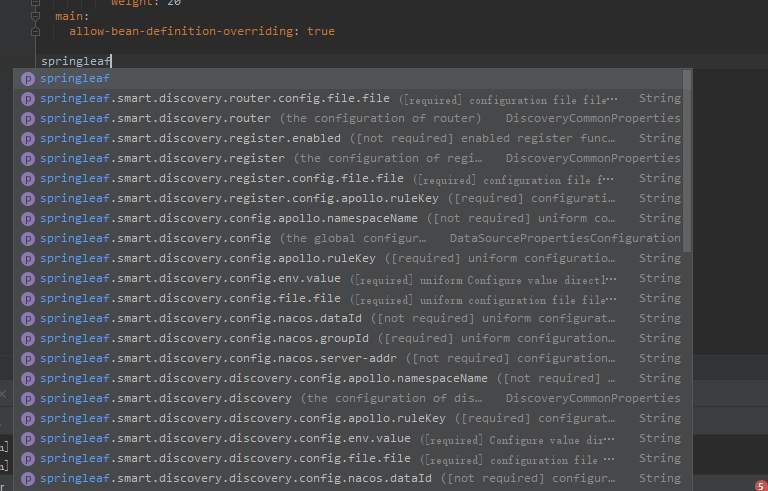 weight: 20
main:
allow-bean-definition-overriding: true
springleaf
springleaf
springleaf.smart.discovery.router.config.file.file ([required] configuration file file… String
springleaf.smart.discovery.router (the configuration of router) DiscoveryCommonProperties
springleaf.smart.discovery.register.enabled ([not required] enabled register func… String
springleaf.smart.discovery.register (the configuration of regi… DiscoveryCommonProperties
springleaf.smart.discovery.register.config.file.file ([required] configuration file f… String
springleaf.smart.discovery.register.config.apollo.ruleKey ([required] configurati… String
springleaf.smart.discovery.config.apollo.namespaceName ([not required] uniform co… String
springleaf.smart.discovery.config (the global configur… DataSourcePropertiesConfiguration
springleaf.smart.discovery.config.apollo.ruleKey ([required] uniform configuratio… String
springleaf.smart.discovery.config.env.value ([required] uniform Configure value directl… String
springleaf.smart.discovery.config.file.file ([required] uniform configuration file file… String
springleaf.smart.discovery.config.nacos.dataId ([not required] uniform configurat… String
springleaf.smart.discovery.config.nacos.groupId ([required] uniform configuration… String
springleaf.smart.discovery.config.nacos.server-addr ([not required] configuration… String
springleaf.smart.discovery.discovery.config.apollo.namespaceName ([not required] … String
springleaf.smart.discovery.discovery (the configuration of dis… DiscoveryCommonProperties
springleaf.smart.discovery.discovery.config.apollo.ruleKey ([required] configurat… String
springleaf.smart.discovery.discovery.config.env.value ([required] Configure value dir… String
springleaf.smart.discovery.discovery.config.file.file ([required] configuration file … String
springleaf.smart.discovery.discovery.config.nacos.dataId ([not required] configur… String
n]
n]
r
5